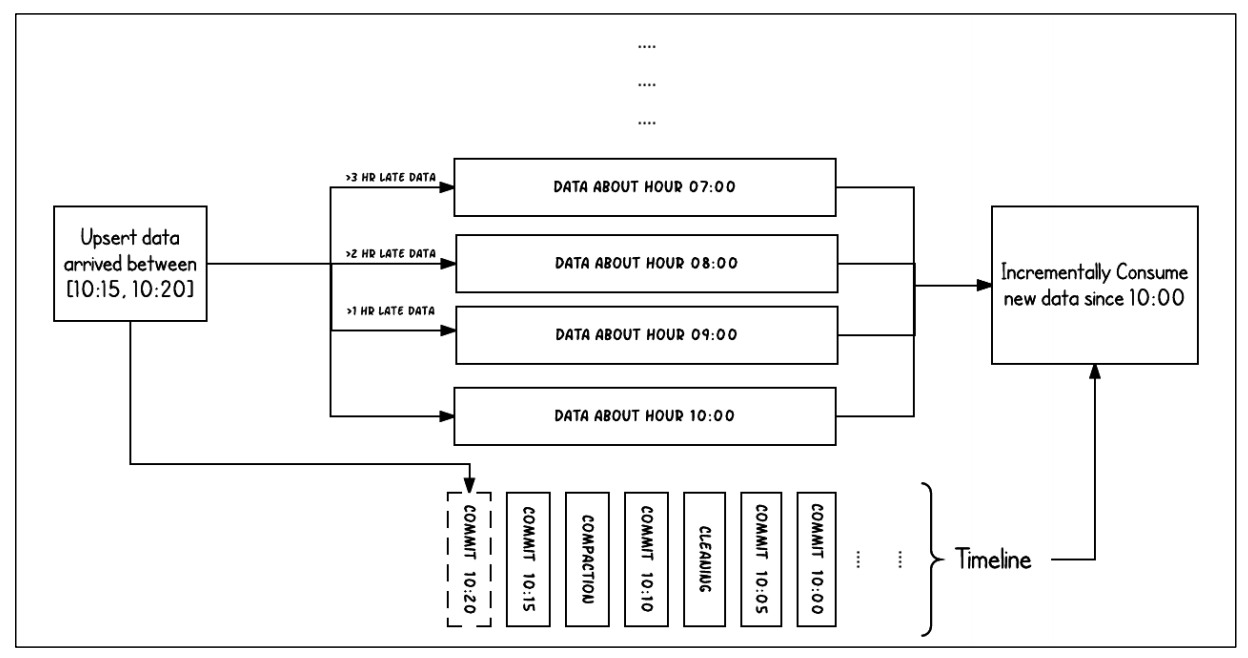 ....
....
....
>3 HR LATE DATA
DATA ABOUT HOUR 07:00
Upsert data
arrived between
[10:15, 10:20]
>2 HR LATE DATA
DATA ABOUT HOUR 08:00
Incrementally Consume
new data since 10:00
>1 HR LATE DATA
DATA ABOUT HOUR 09:00
DATA ABOUT HOUR 10:00
COMMIT 10:20
COMMIT 10:15
COMPACTION
COMMIT 10:10
CLEANING
COMMIT 10:05
COMMIT 10:00
....
....
Timeline